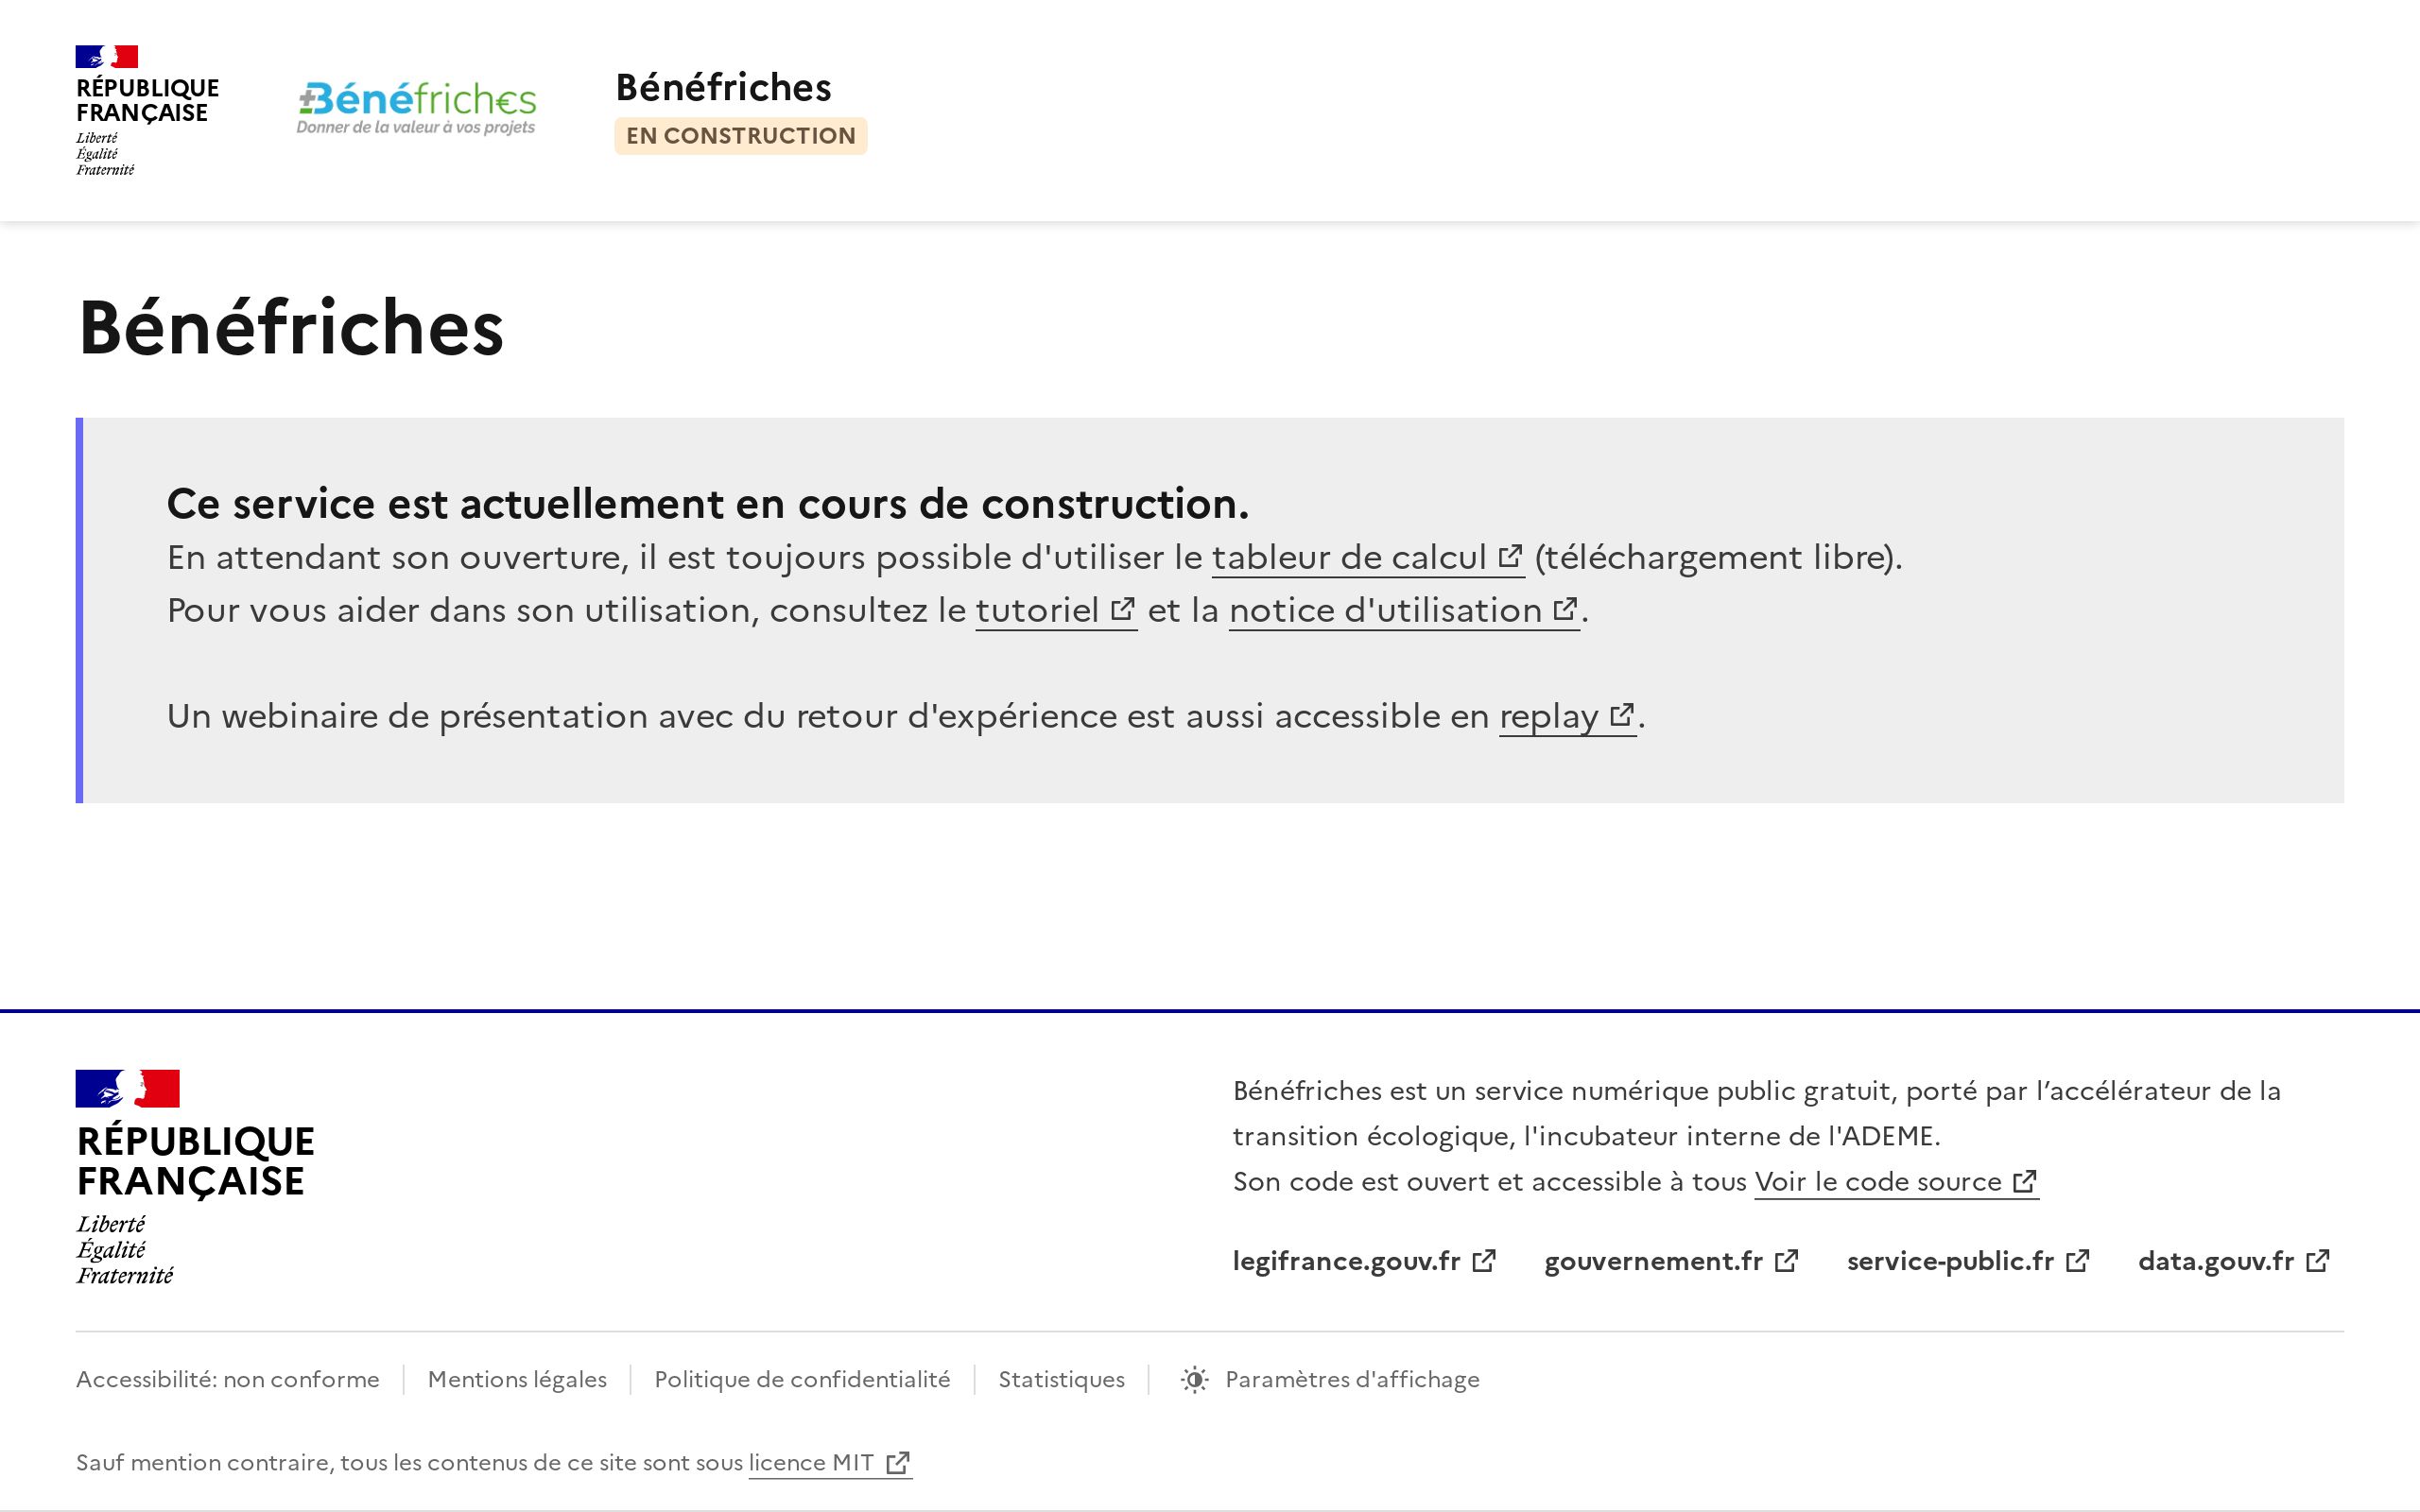 RÉPUBLIQUE
FRANÇAISE
Liberté
Égalité
Fraternité
Bénéfrich€s
Donner de la valeur à vos projets
Bénéfriches
EN CONSTRUCTION
Bénéfriches
Ce service est actuellement en cours de construction.
En attendant son ouverture, il est toujours possible d'utiliser le tableur de calcul (téléchargement libre).
Pour vous aider dans son utilisation, consultez le tutoriel et la notice d'utilisation.
Un webinaire de présentation avec du retour d'expérience est aussi accessible en replay.
RÉPUBLIQUE
FRANÇAISE
Liberté
Égalité
Fraternité
Bénéfriches est un service numérique public gratuit, porté par l’accélérateur de la
transition écologique, l'incubateur interne de l'ADEME.
Son code est ouvert et accessible à tous Voir le code source
legifrance.gouv.fr gouvernement.fr service-public.fr data.gouv.fr
Accessibilité: non conforme Mentions légales Politique de confidentialité Statistiques Paramètres d'affichage
Sauf mention contraire, tous les contenus de ce site sont sous licence MIT